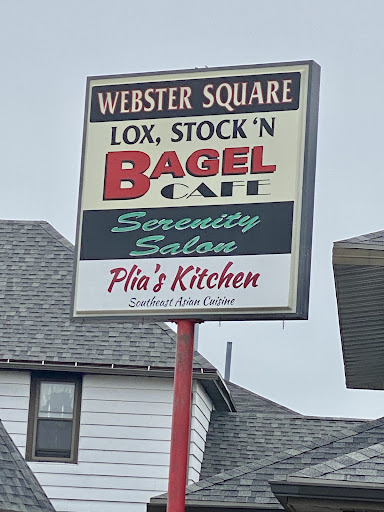 WEBSTER SQUARE
LOX, STOCK 'N
BAGEL
CAFE
Serenity
Salon
Plia's Kitchen
Southeast Asian Cuisine